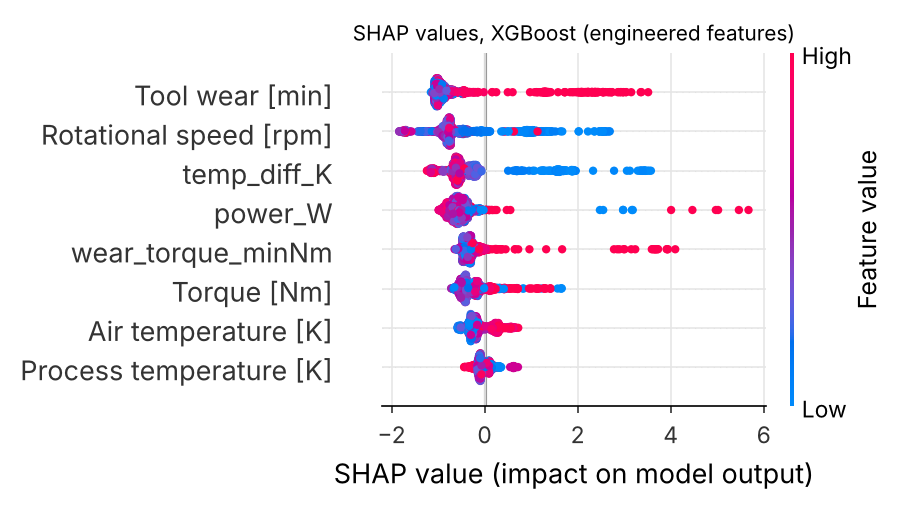 SHAP values, XGBoost (engineered features)
High
Tool wear [min]
Rotational speed [rpm]
temp_diff_K
power_W
wear_torque_minNm
Torque [Nm]
Air temperature [K]
Process temperature [K]
Feature value
Low
−2 0 2 4 6
SHAP value (impact on model output)